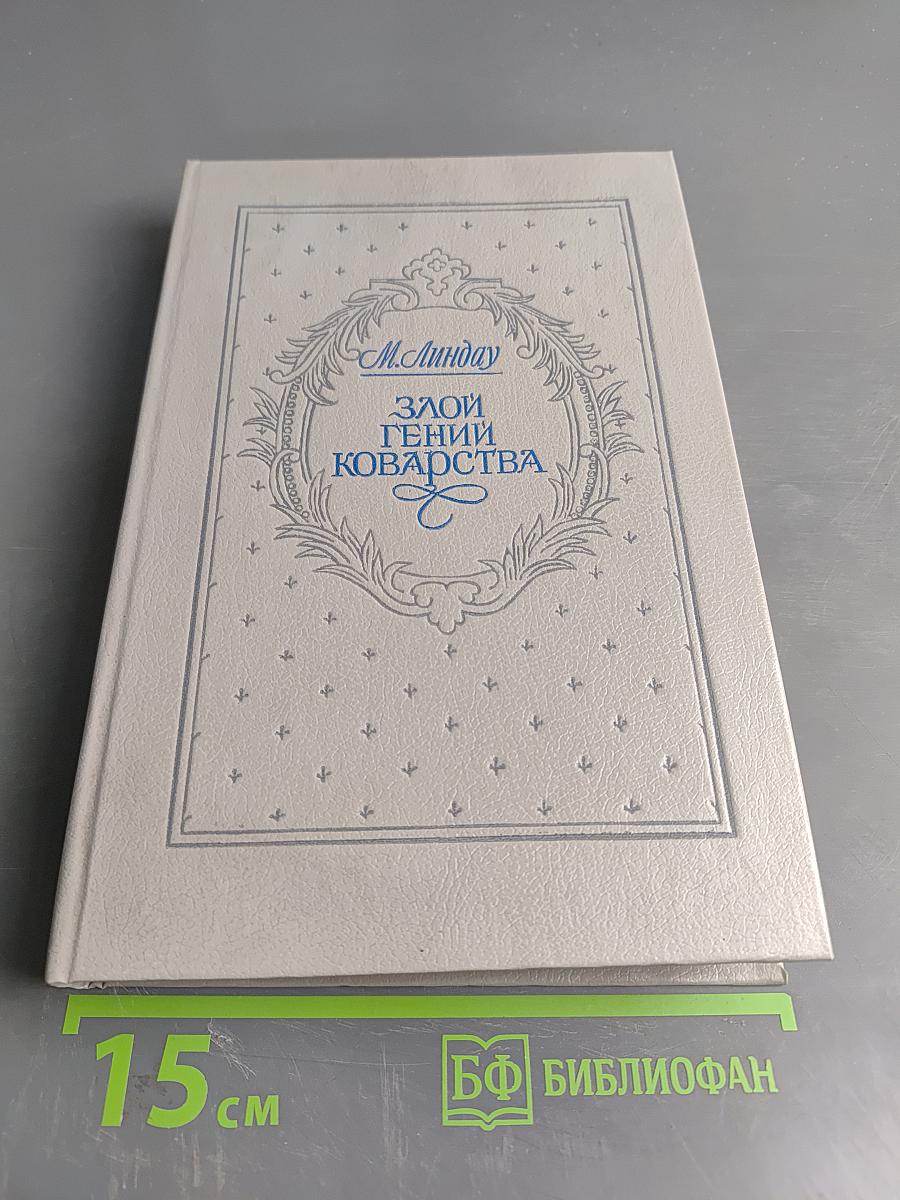 М. Линдау
ЗЛОЙ
ГЕНИЙ
КОВАРСТВА
15 см
БФ БИБЛИОФАН